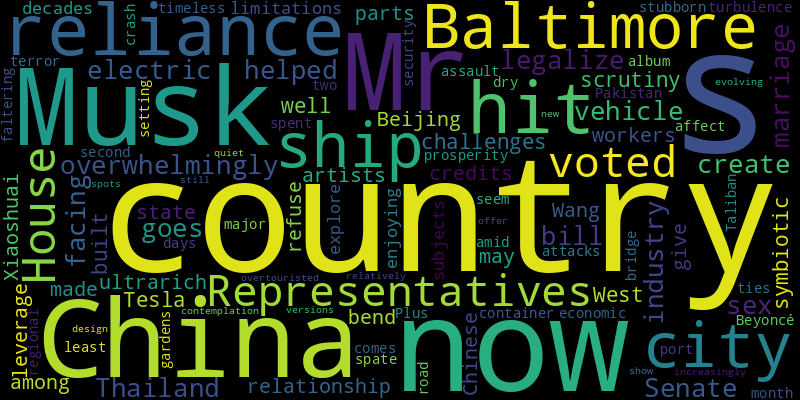 decades timeless limitations parts stubborn turbulence
reliance crash Mr security Baltimore
terror electric helped assault legalize album marriage
Musk setting two dry scrutiny Pakistan evolving
faltering well Beijing hit new vehicle S
spent challenges workers affect
second quiet ship prosperity
overwhelmingly artists credits voted create
House spots still country seem Wang Taliban
Xiaoshuai facing state goes major refuse explore enjoying subjects offer amid bill
built days may attacks bridge industry give symbiotic
made ultrarich overtouristed relatively ties
Tesla Representatives West sex
leverage regional China gardens contemplation versions bend Plus container economic Beyoncé
design least now Chinese city port
among comes spate road show increasingly
Thailand relationship Senate month